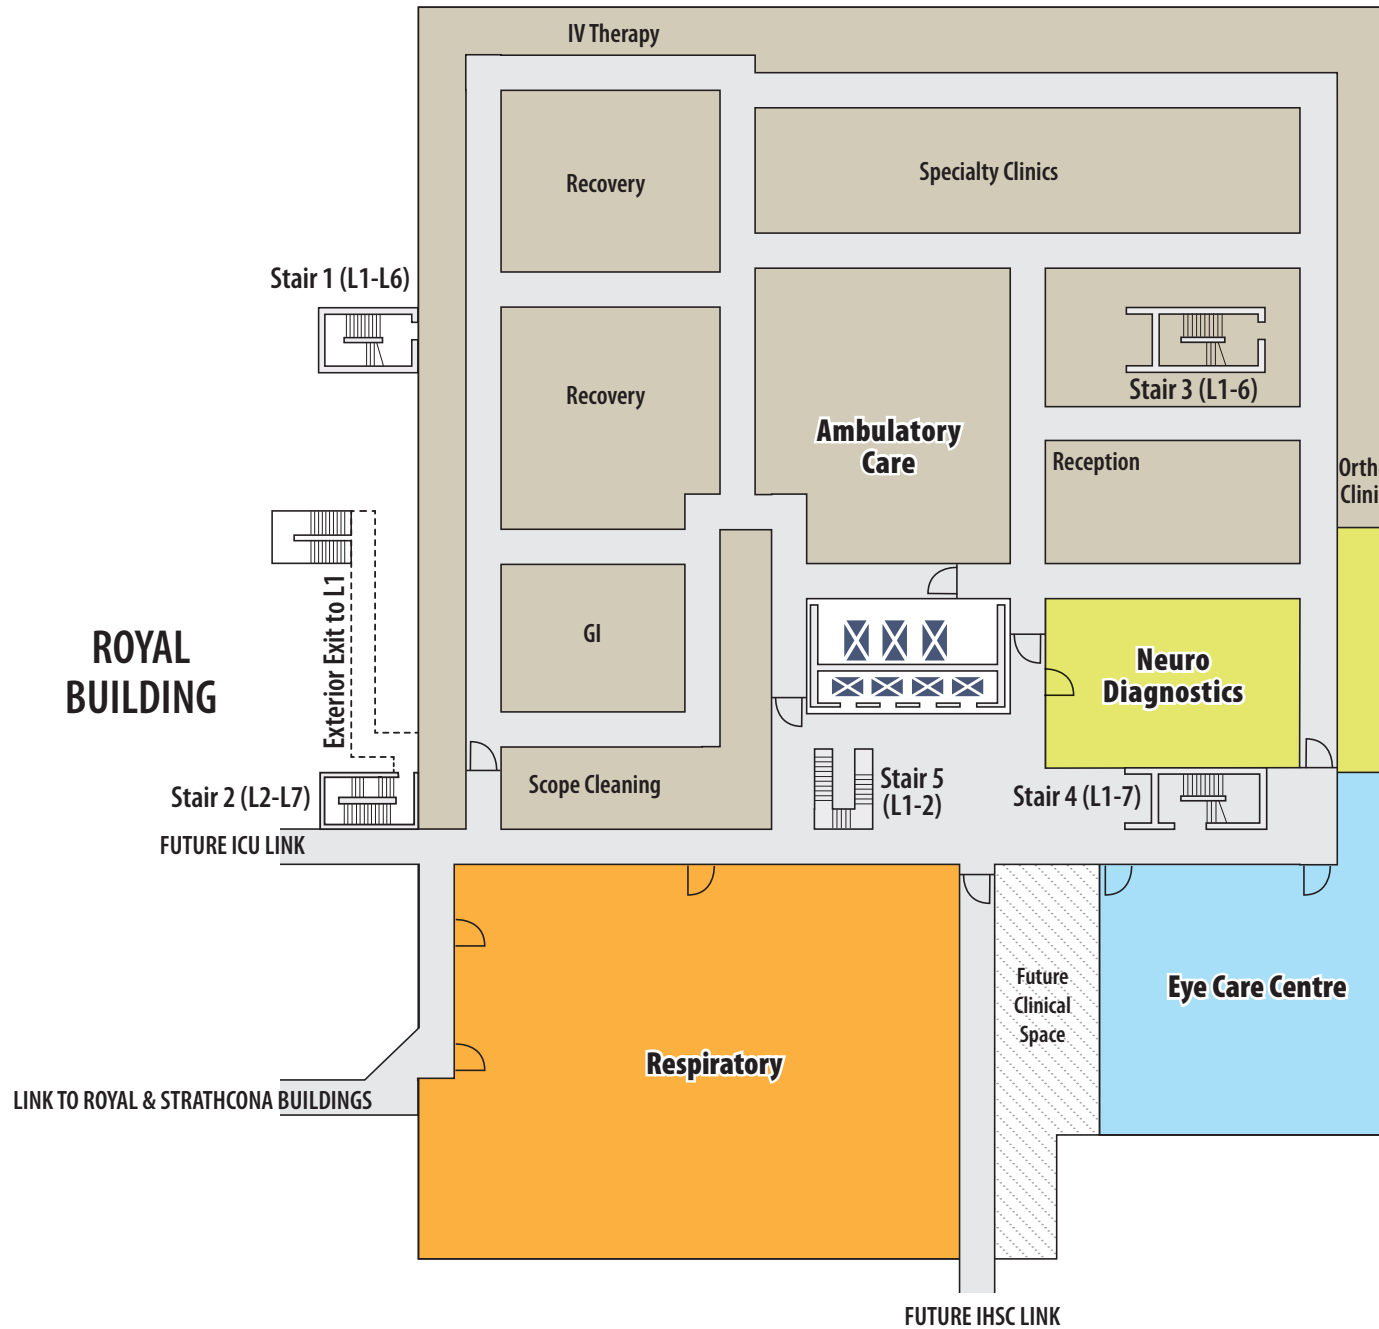 IV Therapy
Recovery
Specialty Clinics
Stair 1 (L1-L6)
Stair 3 (L1-6)
Recovery
Ambulatory
Care
Reception
Orth
Clini
Exterior Exit to L1
ROYAL
BUILDING
GI
Neuro
Diagnostics
Stair 2 (L2-L7)
Scope Cleaning
Stair 5
(L1-2)
Stair 4 (L1-7)
FUTURE ICU LINK
Future
Clinical
Space
Eye Care Centre
Respiratory
LINK TO ROYAL & STRATHCONA BUILDINGS
FUTURE IHSC LINK